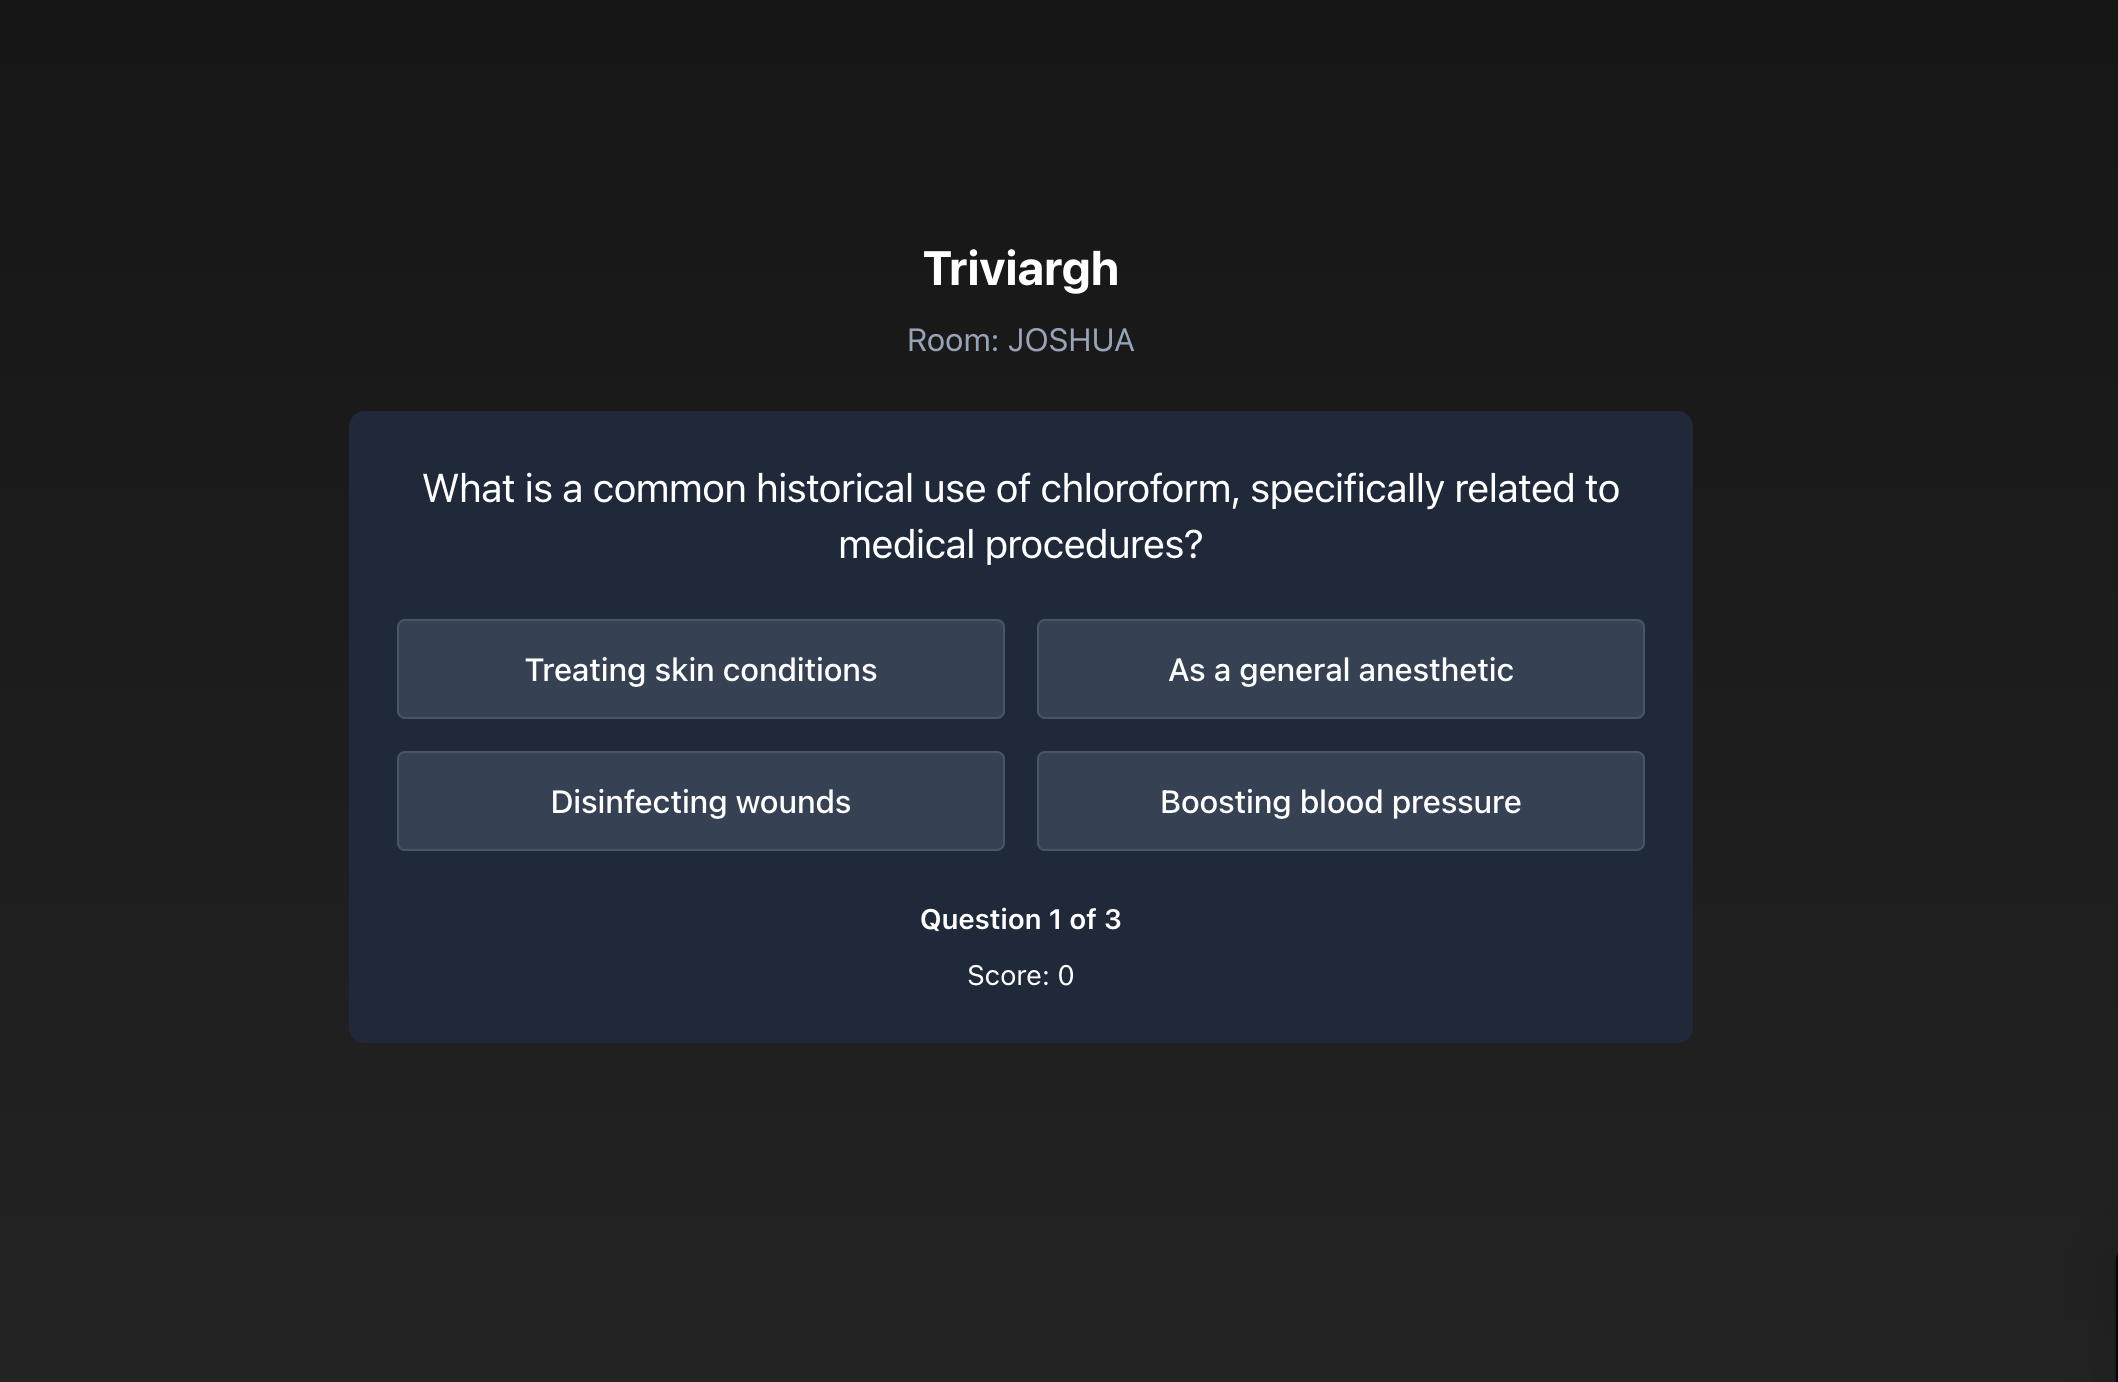 Triviargh
Room: JOSHUA
What is a common historical use of chloroform, specifically related to
medical procedures?
Treating skin conditions
As a general anesthetic
Disinfecting wounds
Boosting blood pressure
Question 1 of 3
Score: 0